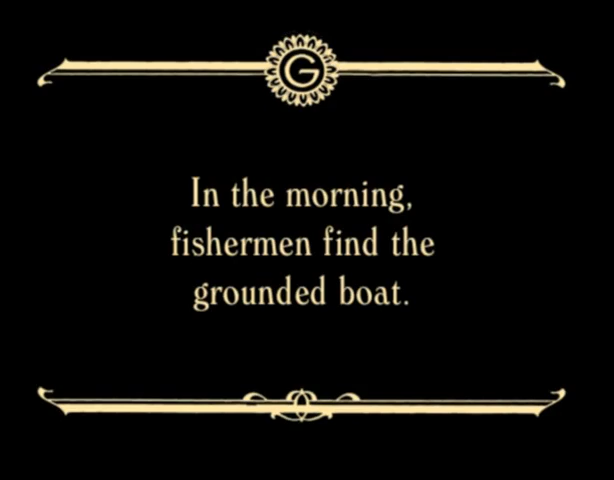 G
In the morning,
fishermen find the
grounded boat.